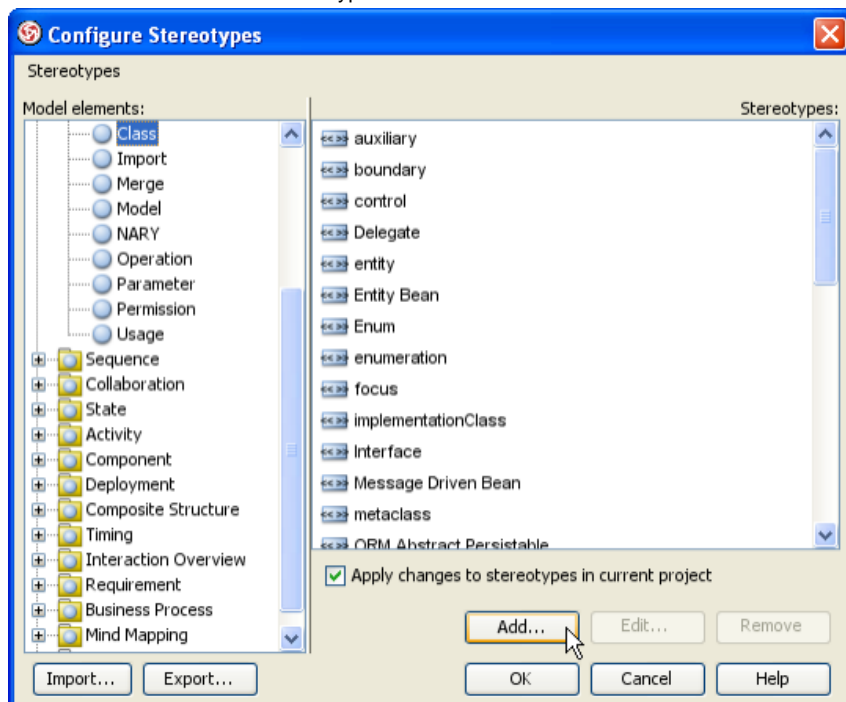 Configure Stereotypes
Stereotypes
Model elements:
Stereotypes:
Class
Import
Merge
Model
NARY
Operation
Parameter
Permission
Usage
Sequence
Collaboration
State
Activity
Component
Deployment
Composite Structure
Timing
Interaction Overview
Requirement
Business Process
Mind Mapping
auxiliary
boundary
control
Delegate
entity
Entity Bean
Enum
enumeration
focus
implementationClass
Interface
Message Driven Bean
metaclass
ORM Abstract Persistable
Apply changes to stereotypes in current project
Add...
Edit...
Remove
Import...
Export...
OK
Cancel
Help